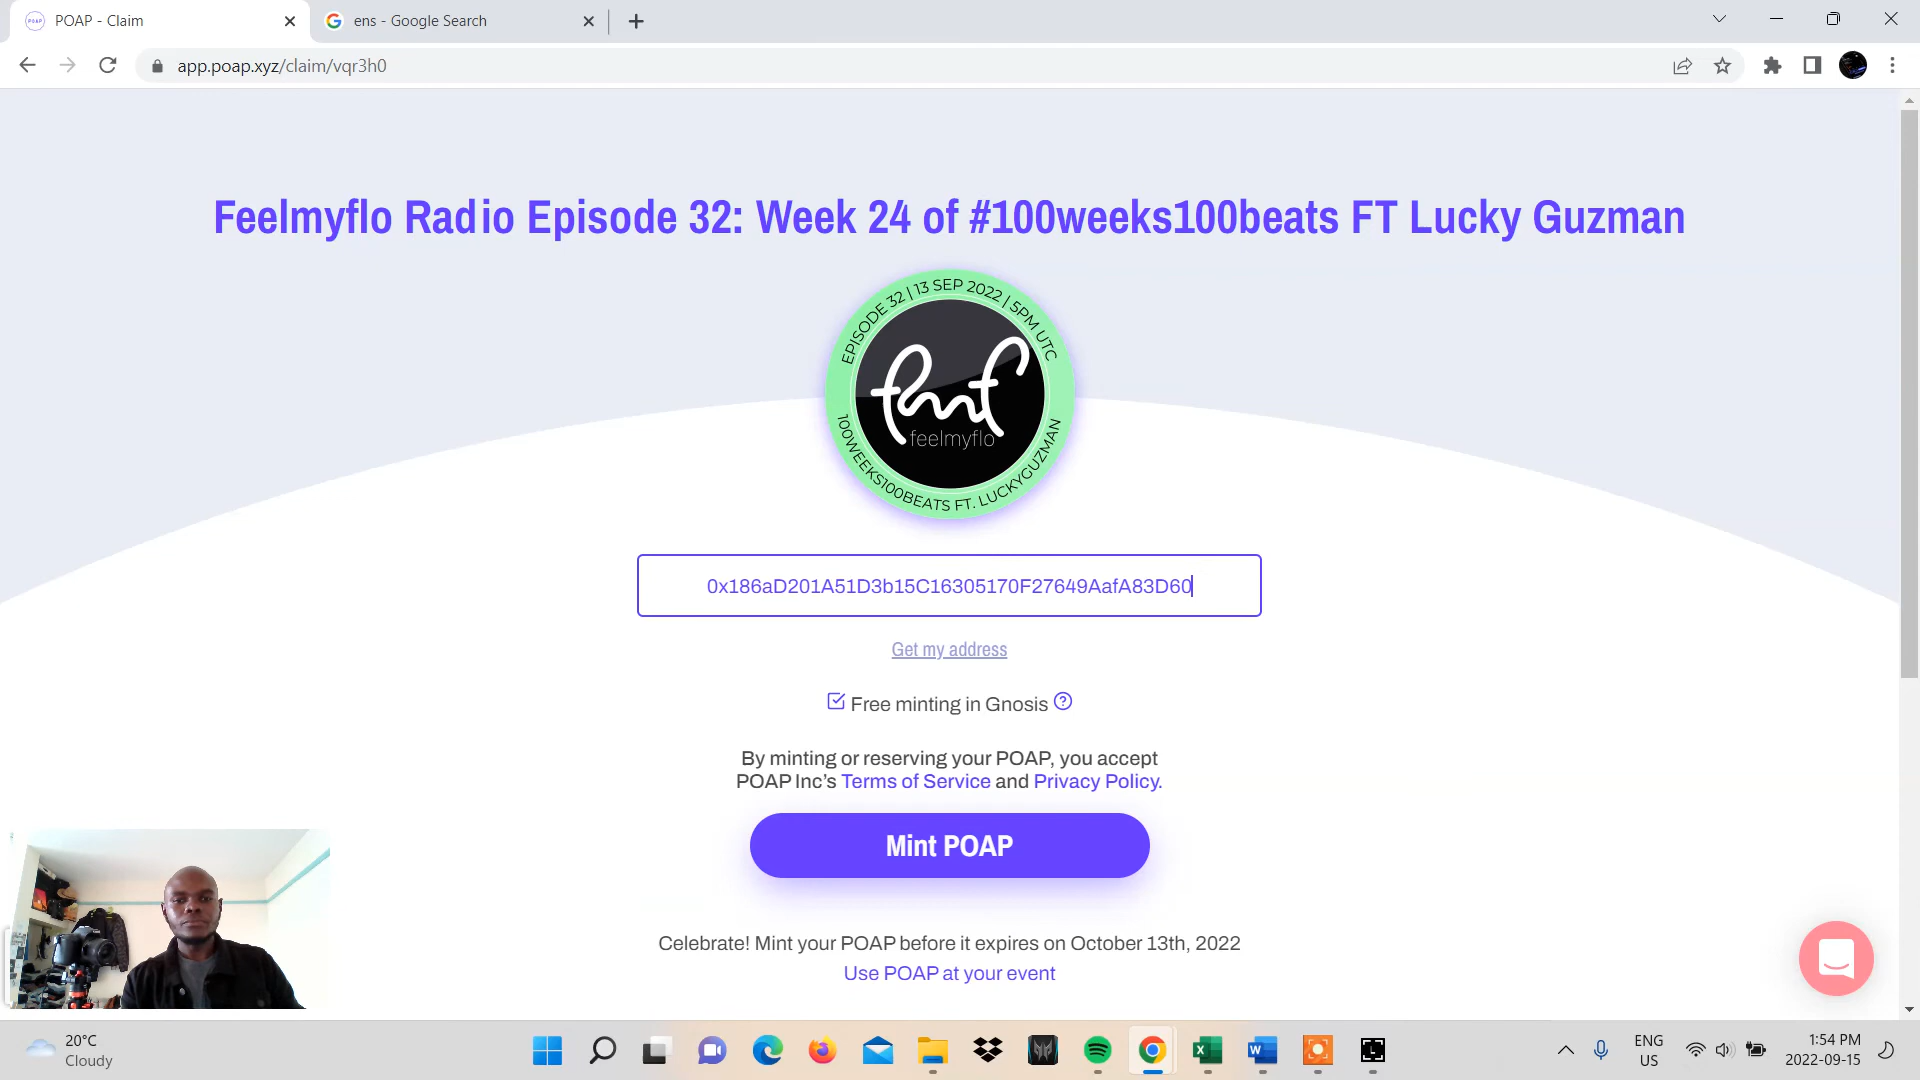 POAP - Claim
ens - Google Search
app.poap.xyz/claim/vqr3h0
Feelmyflo Radio Episode 32: Week 24 of #100weeks100beats FT Lucky Guzman
EPISODE 32 | 13 SEP 2022 | 5PM UTC
fmf
feelmyflo
100WEEKS100BEATS FT. LUCKYGUZMAN
0x186aD201A51D3b15C16305170F27649AafA83D60
Get my address
Free minting in Gnosis
By minting or reserving your POAP, you accept
POAP Inc’s Terms of Service and Privacy Policy.
Mint POAP
Celebrate! Mint your POAP before it expires on October 13th, 2022
Use POAP at your event
20°C
Cloudy
ENG
US
1:54 PM
2022-09-15